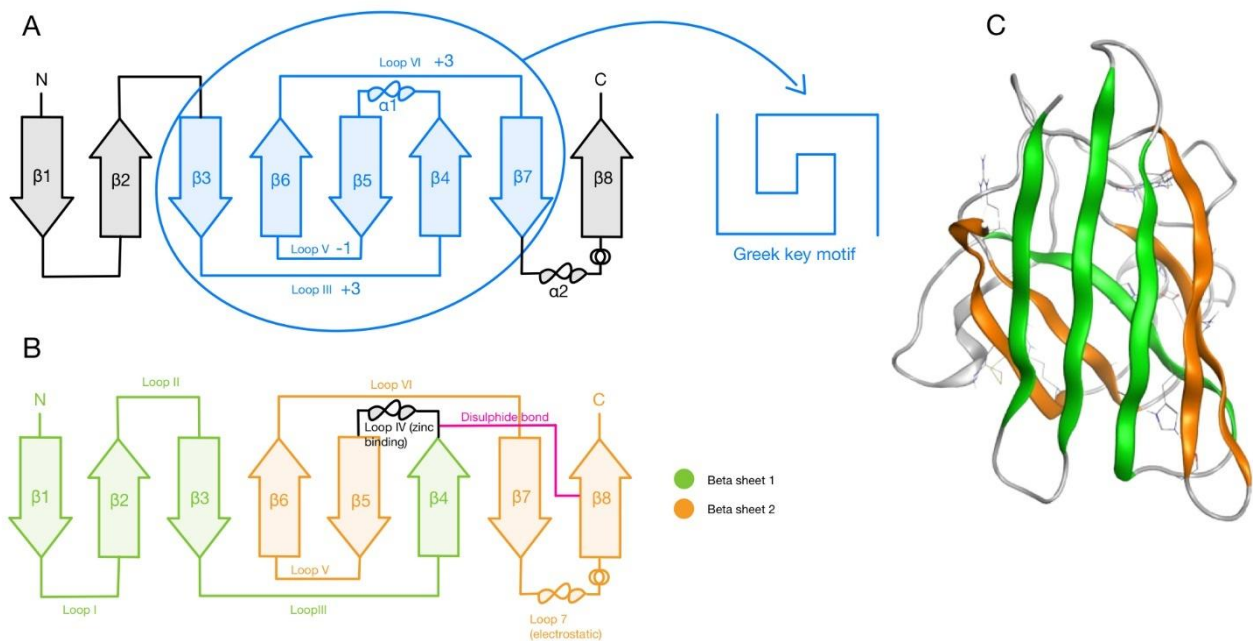 A
N
β1
β2
β3
β6
β5
β4
β7
β8
C
Loop VI +3
α1
Loop V -1
Loop III +3
α2
Greek key motif
B
N
β1
β2
β3
β6
β5
β4
β7
β8
C
Loop II
Loop VI
Loop IV (zinc
binding)
Disulphide bond
Loop I
LoopIII
Loop V
Loop 7
(electrostatic)
Beta sheet 1
Beta sheet 2
C